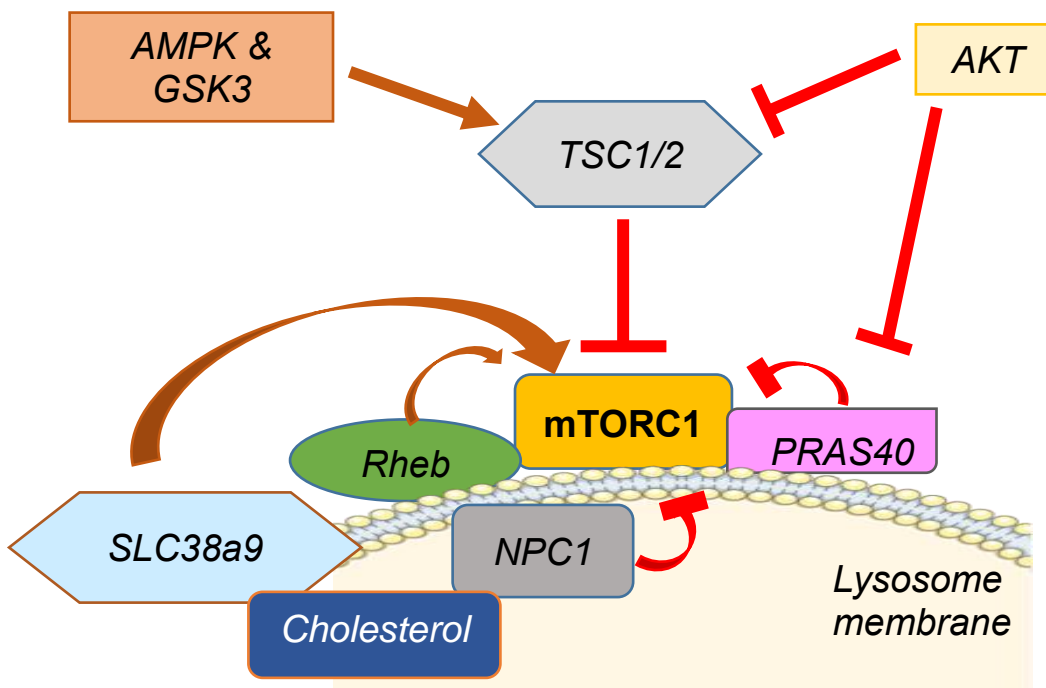 AMPK &
GSK3
AKT
TSC1/2
mTORC1
PRAS40
Rheb
SLC38a9
NPC1
Cholesterol
Lysosome
membrane